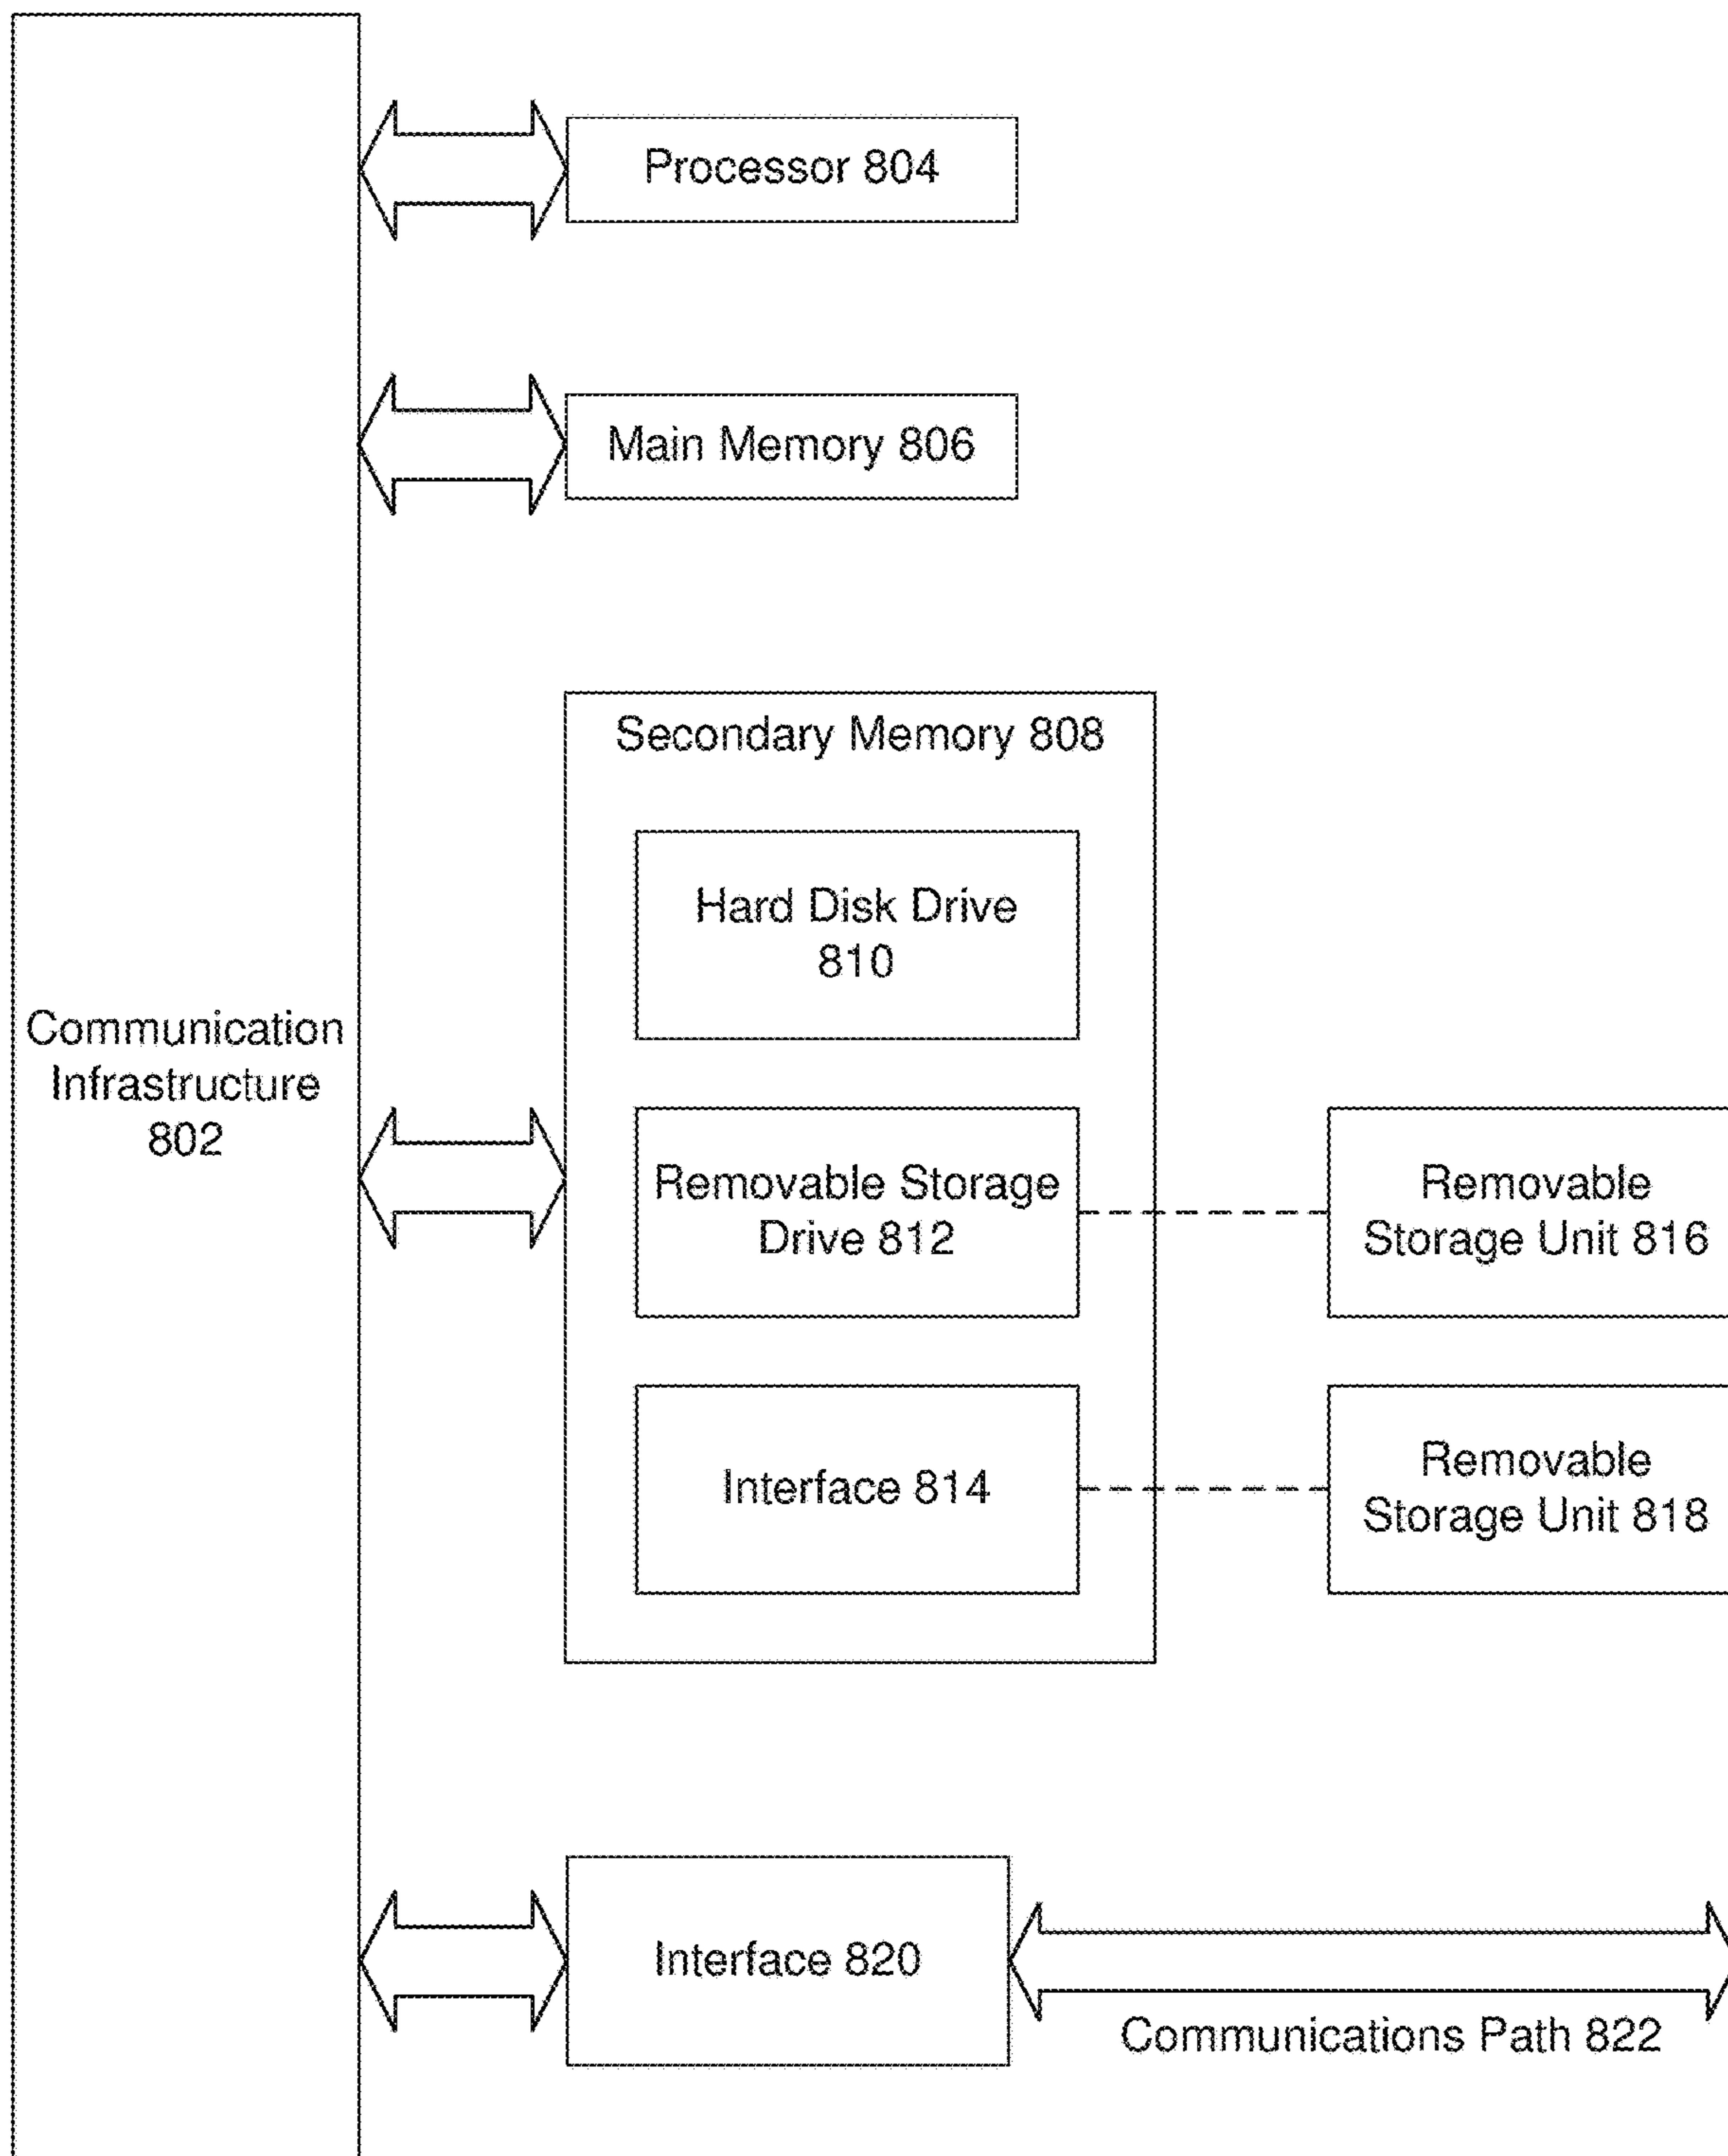 Processor 804
Main Memory 806
Secondary Memory 808
Hard Disk Drive
810
Communication
Infrastructure
802
Removable Storage
Drive 812
Removable
Storage Unit 816
Interface 814
Removable
Storage Unit 818
Interface 820
Communications Path 822